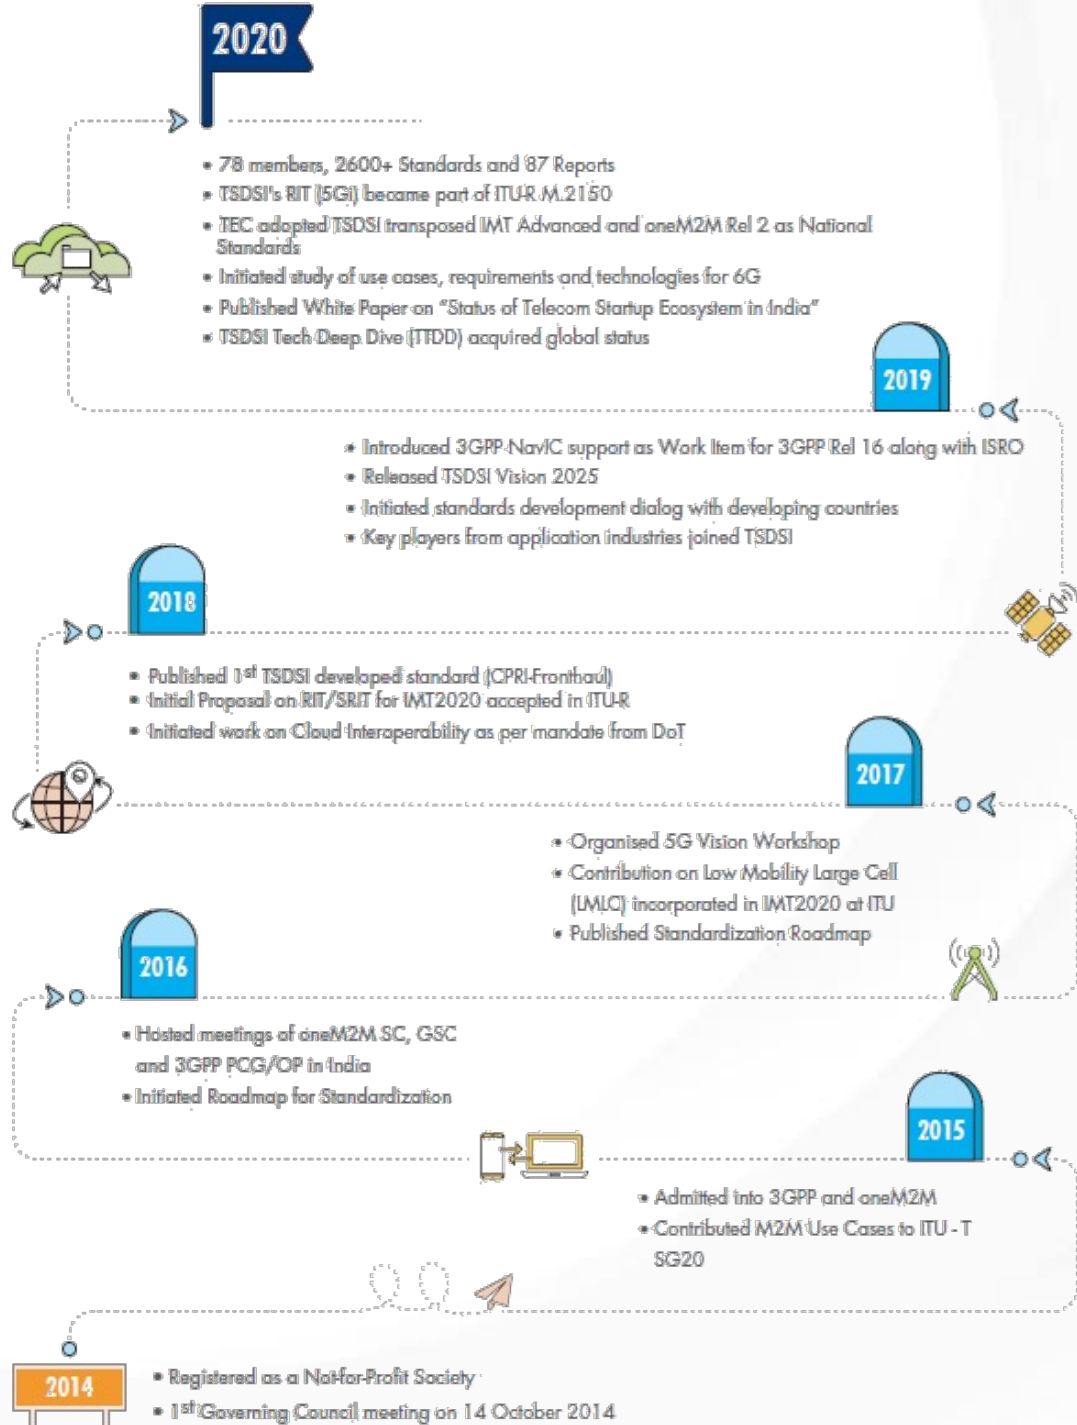 2020
• 78 members, 2600+ Standards and 87 Reports
• TSDSI's RIT (5Gi) became part of ITU-R M.2150
• TEC adopted TSDSI transposed IMT Advanced and oneM2M Rel 2 as National
Standards
• Initiated study of use cases, requirements and technologies for 6G
• Published White Paper on “Status of Telecom Startup Ecosystem in India”
• TSDSI Tech Deep Dive (TTDD) acquired global status
2019
• Introduced 3GPP NavIC support as Work Item for 3GPP Rel 16 along with ISRO
• Released TSDSI Vision 2025
• Initiated standards development dialog with developing countries
• Key players from application industries joined TSDSI
2018
• Published 1st TSDSI developed standard (CPRI-Fronthaul)
• Initial Proposal on RIT/SRIT for IMT2020 accepted in ITU-R
• Initiated work on Cloud Interoperability as per mandate from DoT
2017
• Organised 5G Vision Workshop
• Contribution on Low Mobility Large Cell
(LMLC) incorporated in IMT2020 at ITU
• Published Standardization Roadmap
2016
• Hosted meetings of oneM2M SC, GSC
and 3GPP PCG/OP in India
• Initiated Roadmap for Standardization
2015
• Admitted into 3GPP and oneM2M
• Contributed M2M Use Cases to ITU - T
SG20
2014
• Registered as a Not-for-Profit Society
• 1st Governing Council meeting on 14 October 2014